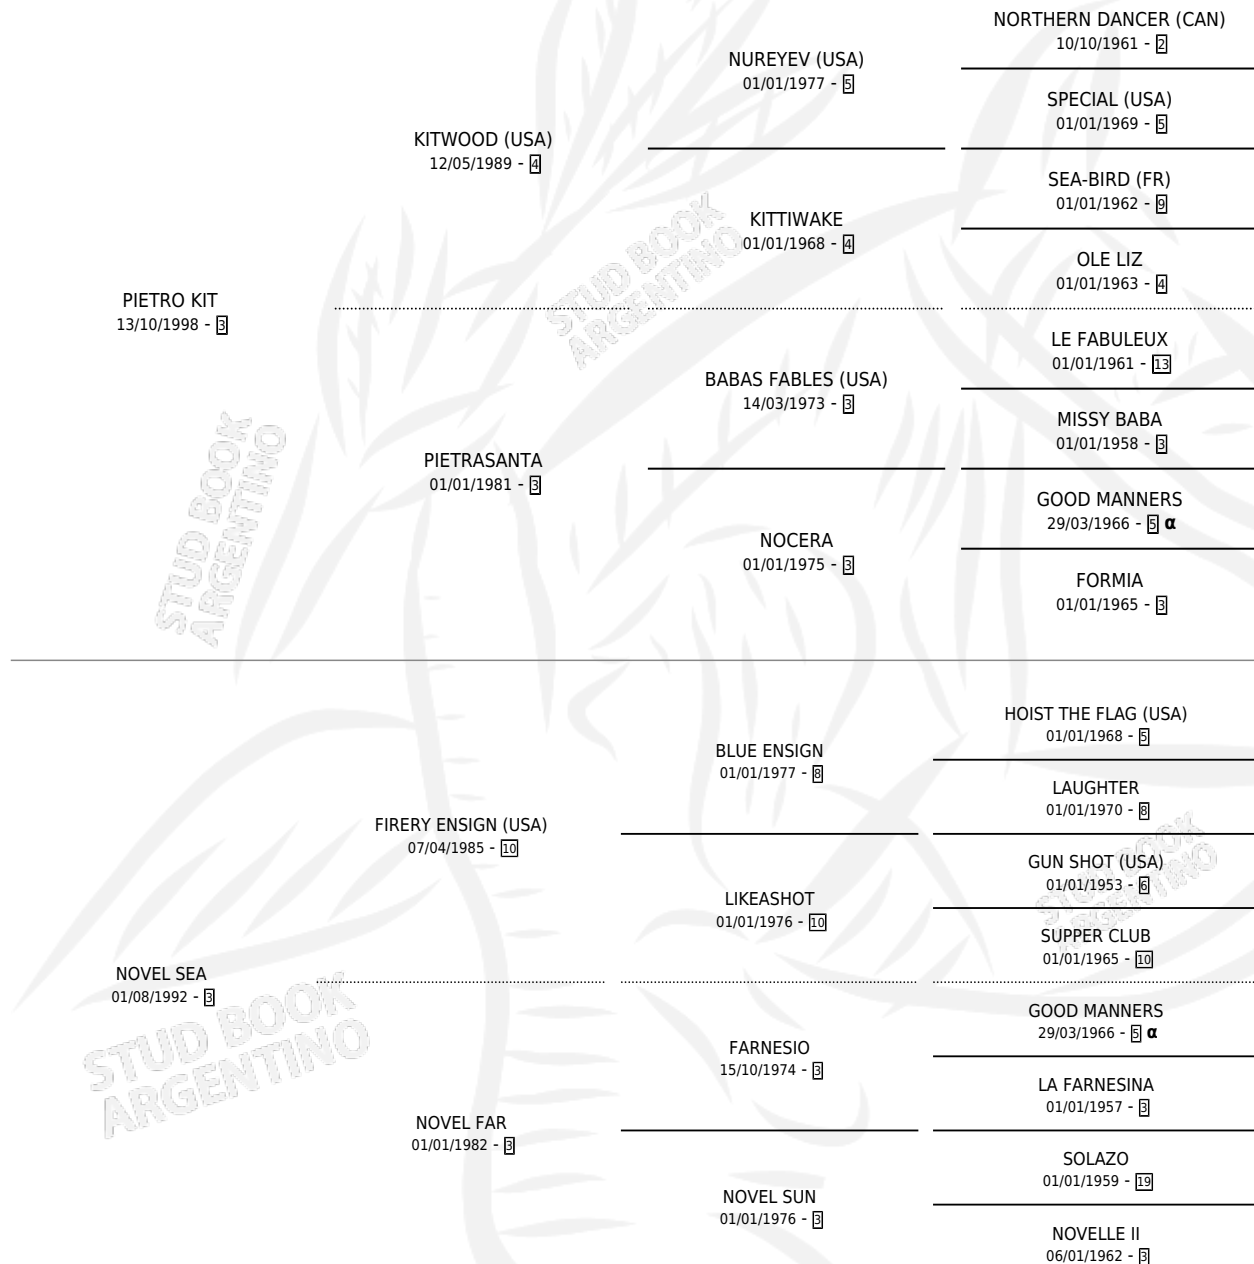 NORTHERN DANCER (CAN)
10/10/1961 - 2
NUREYEV (USA)
01/01/1977 - 5
SPECIAL (USA)
01/01/1969 - 5
KITWOOD (USA)
12/05/1989 - 4
SEA-BIRD (FR)
01/01/1962 - 9
KITTIWAKE
01/01/1968 - 4
OLE LIZ
01/01/1963 - 4
PIETRO KIT
13/10/1998 - 3
LE FABULEUX
01/01/1961 - 13
BABAS FABLES (USA)
14/03/1973 - 3
MISSY BABA
01/01/1958 - 3
PIETRASANTA
01/01/1981 - 3
GOOD MANNERS
29/03/1966 - 5 α
NOCERA
01/01/1975 - 3
FORMIA
01/01/1965 - 3
HOIST THE FLAG (USA)
01/01/1968 - 5
BLUE ENSIGN
01/01/1977 - 8
LAUGHTER
01/01/1970 - 8
FIRERY ENSIGN (USA)
07/04/1985 - 10
GUN SHOT (USA)
01/01/1953 - 6
LIKEASHOT
01/01/1976 - 10
SUPPER CLUB
01/01/1965 - 10
NOVEL SEA
01/08/1992 - 3
GOOD MANNERS
29/03/1966 - 5 α
FARNESIO
15/10/1974 - 3
LA FARNESINA
01/01/1957 - 3
NOVEL FAR
01/01/1982 - 3
SOLAZO
01/01/1959 - 19
NOVEL SUN
01/01/1976 - 3
NOVELLE II
06/01/1962 - 3
STUD BOOK
ARGENTINO
STUD BOOK
ARGENTINO
STUD BOOK
ARGENTINO
STUD BOOK
ARGENTINO